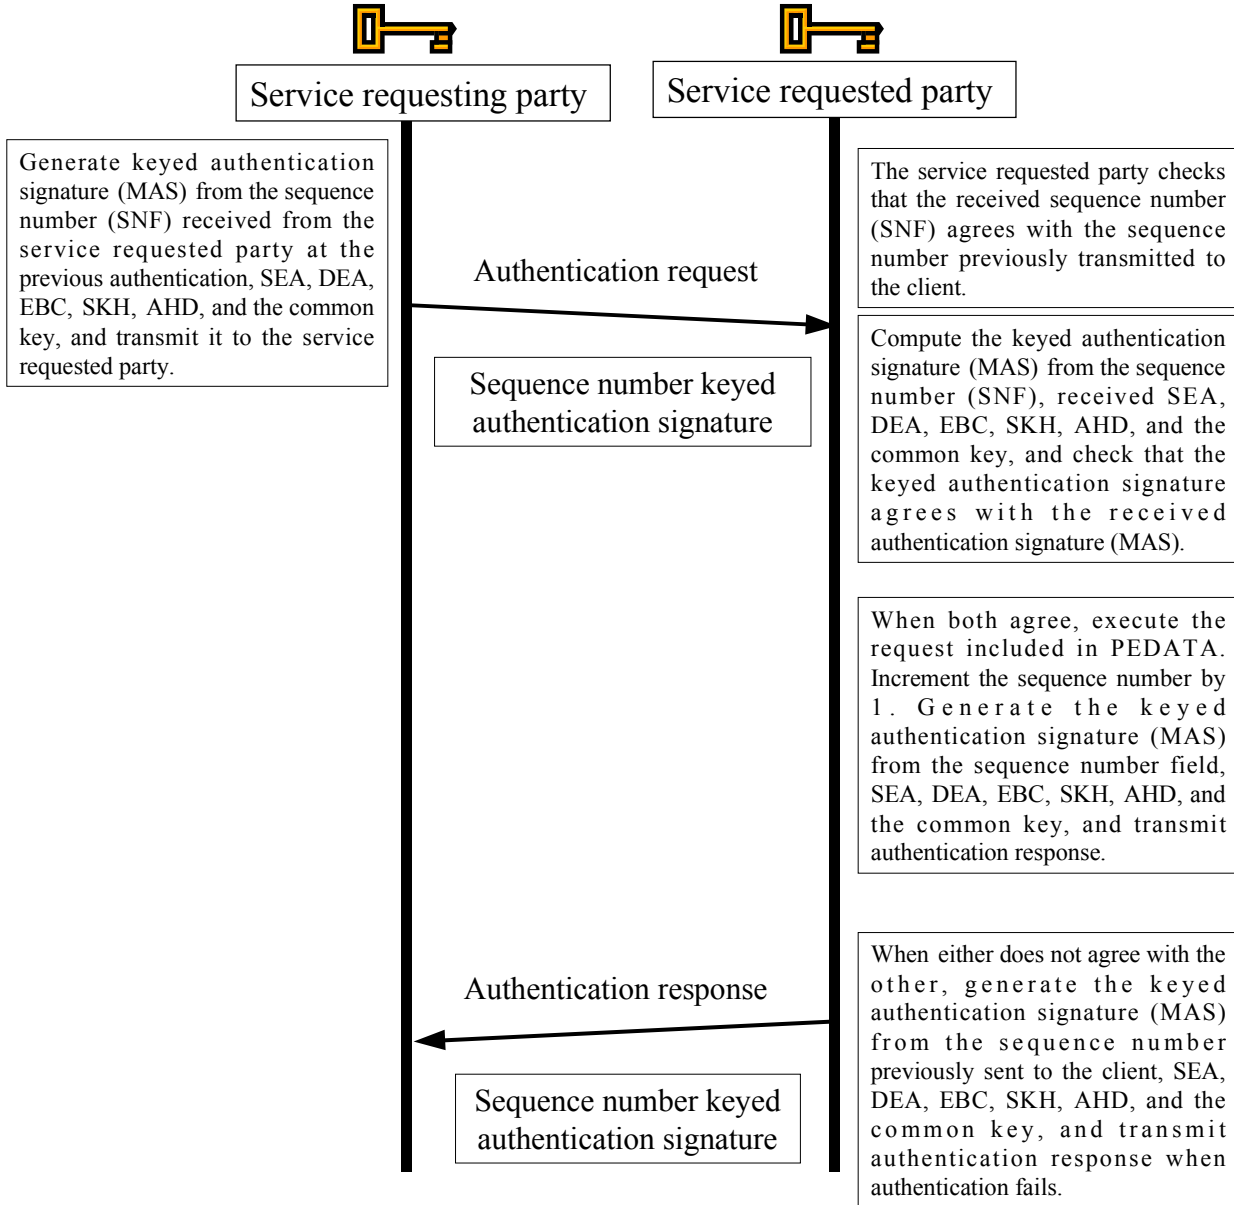 Service requesting party
Service requested party
Generate keyed authentication
signature (MAS) from the sequence
number (SNF) received from the
service requested party at the
previous authentication, SEA, DEA,
EBC, SKH, AHD, and the common
key, and transmit it to the service
requested party.
The service requested party checks
that the received sequence number
(SNF) agrees with the sequence
number previously transmitted to
the client.
Authentication request
Sequence number keyed
authentication signature
Compute the keyed authentication
signature (MAS) from the sequence
number (SNF), received SEA,
DEA, EBC, SKH, AHD, and the
common key, and check that the
keyed authentication signature
agrees with the received
authentication signature (MAS).
When both agree, execute the
request included in PEDATA.
Increment the sequence number by
1. Generate the keyed
authentication signature (MAS)
from the sequence number field,
SEA, DEA, EBC, SKH, AHD, and
the common key, and transmit
authentication response.
Authentication response
Sequence number keyed
authentication signature
When either does not agree with the
other, generate the keyed
authentication signature (MAS)
from the sequence number
previously sent to the client, SEA,
DEA, EBC, SKH, AHD, and the
common key, and transmit
authentication response when
authentication fails.